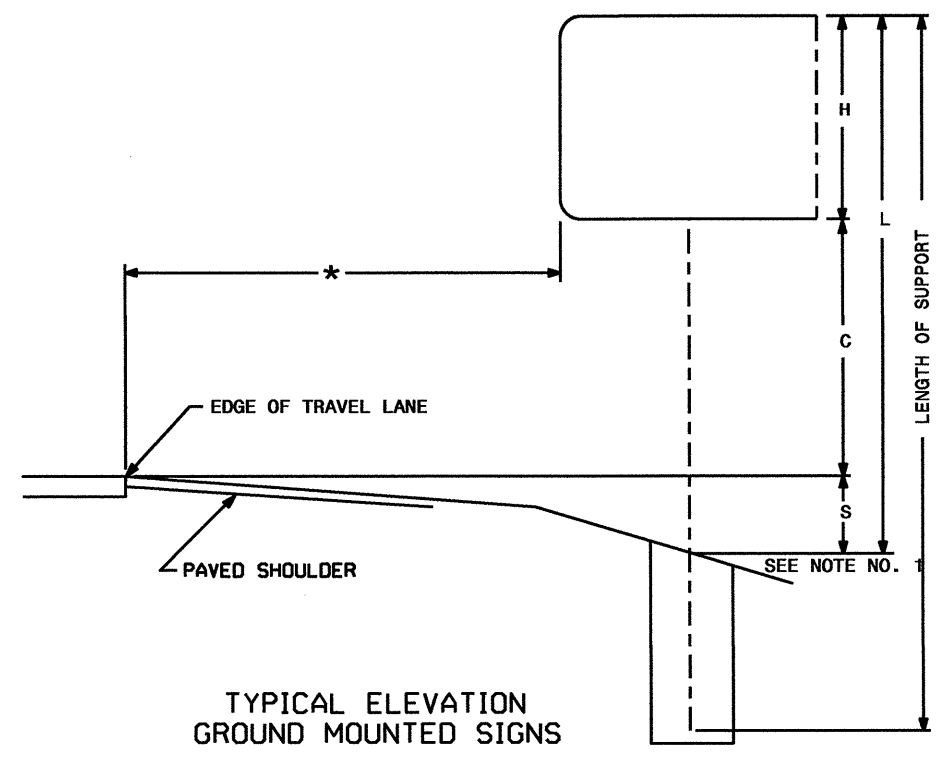 H
L
LENGTH OF SUPPORT
*
C
EDGE OF TRAVEL LANE
S
SEE NOTE NO. 1
PAVED SHOULDER
TYPICAL ELEVATION
GROUND MOUNTED SIGNS